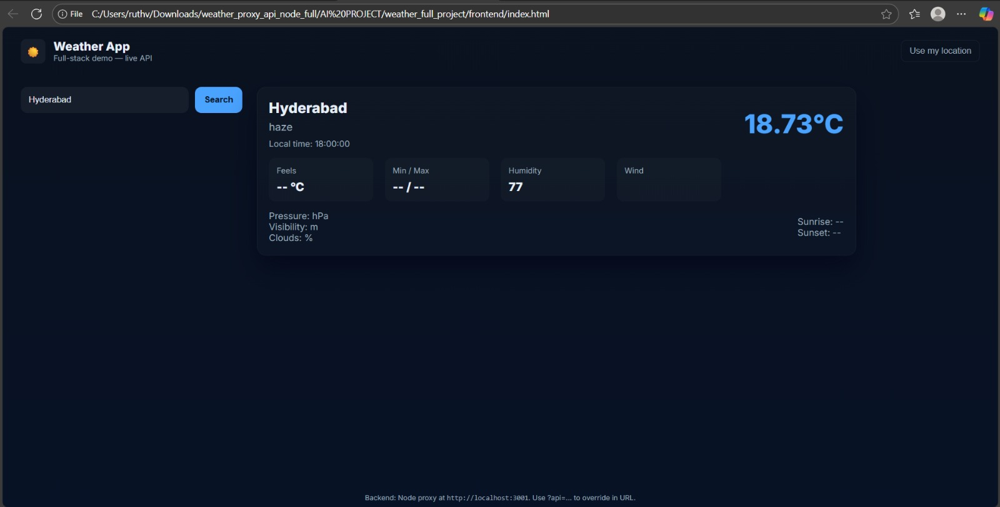 File C:/Users/ruthv/Downloads/weather_proxy_api_node_full/AI%20PROJECT/weather_full_project/frontend/index.html
Weather App
Full-stack demo — live API
Use my location
Hyderabad
Search
Hyderabad
haze
Local time: 18:00:00
18.73°C
Feels
-- °C
Min / Max
-- / --
Humidity
77
Wind
Pressure: hPa
Visibility: m
Clouds: %
Sunrise: --
Sunset: --
Backend: Node proxy at http://localhost:3001. Use ?api=... to override in URL.